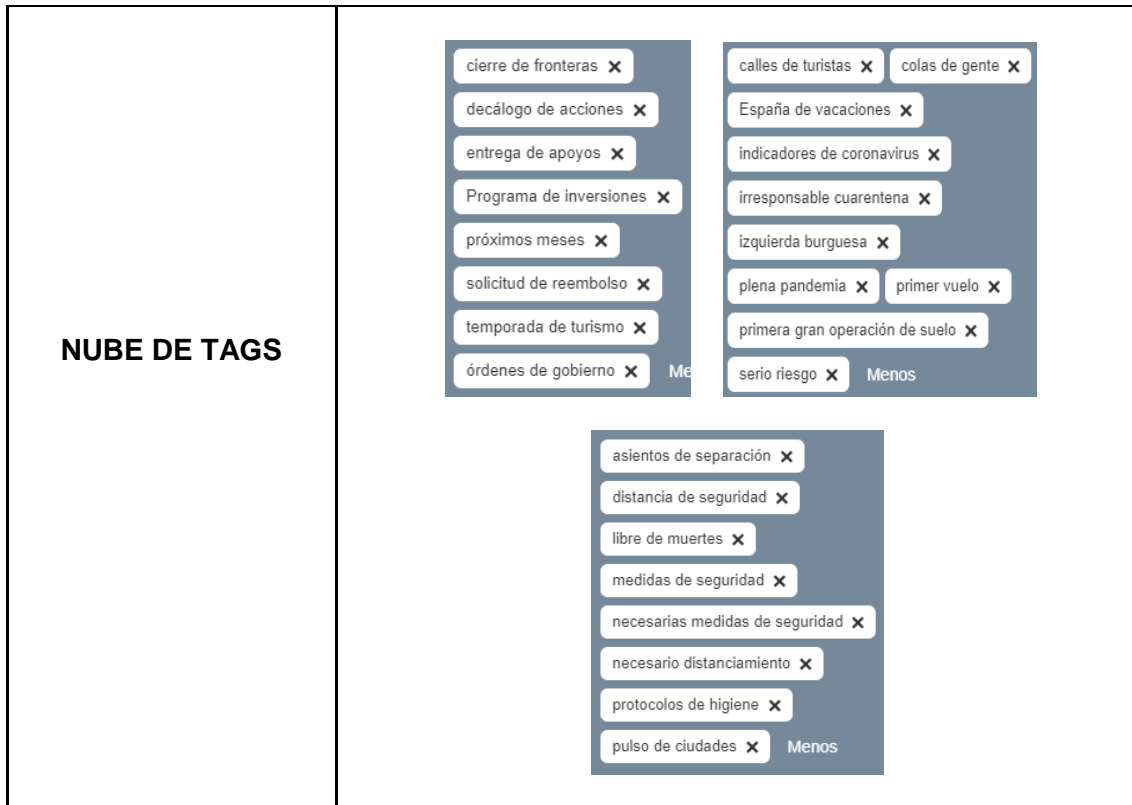 NUBE DE TAGS
cierre de fronteras ×
decálogo de acciones ×
entrega de apoyos ×
Programa de inversiones ×
próximos meses ×
solicitud de reembolso ×
temporada de turismo ×
órdenes de gobierno × Me
calles de turistas × colas de gente ×
España de vacaciones ×
indicadores de coronavirus ×
irresponsable cuarentena ×
izquierda burguesa ×
plena pandemia × primer vuelo ×
primera gran operación de suelo ×
serio riesgo × Menos
asientos de separación ×
distancia de seguridad ×
libre de muertes ×
medidas de seguridad ×
necesarias medidas de seguridad ×
necesario distanciamiento ×
protocolos de higiene ×
pulso de ciudades × Menos